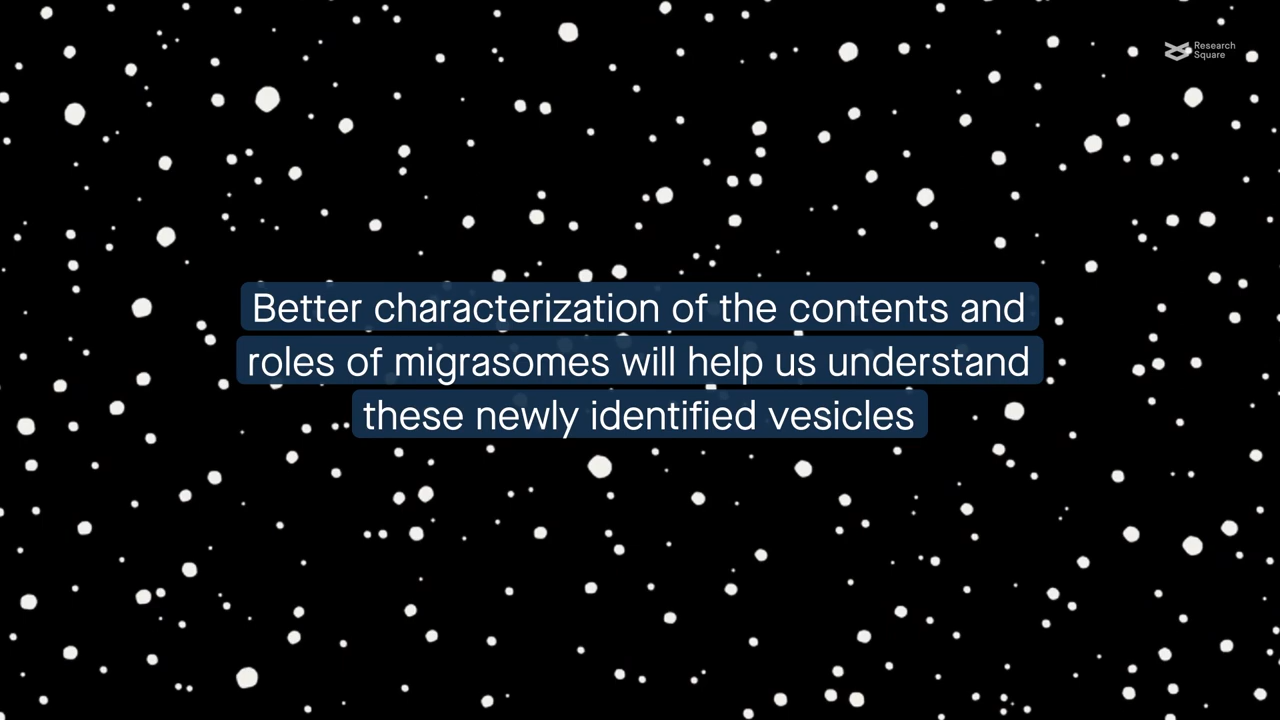 Research
Square
Better characterization of the contents and
roles of migrasomes will help us understand
these newly identified vesicles